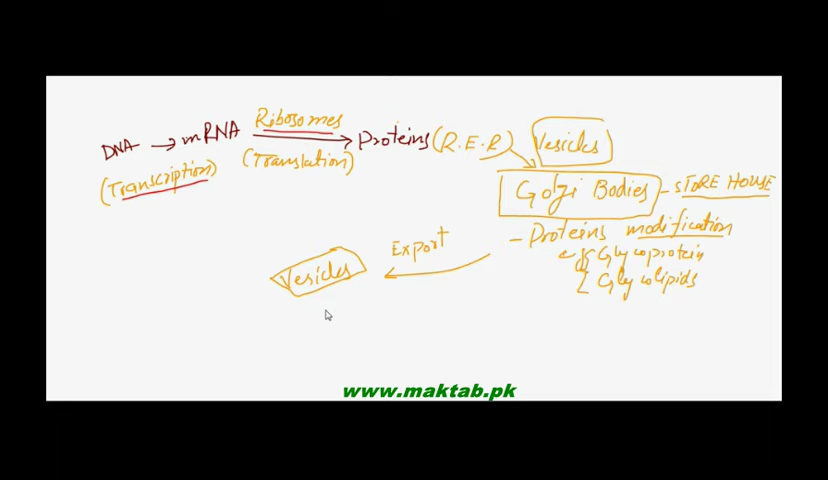 DNA → mRNA Ribosomes → Proteins (R.E.R) Vesicles
(Transcription) (Translation)
Golgi Bodies - STORE HOUSE
- Proteins modification
e.g Glycoprotein
Glycolipids
Export
Vesicles
www.maktab.pk